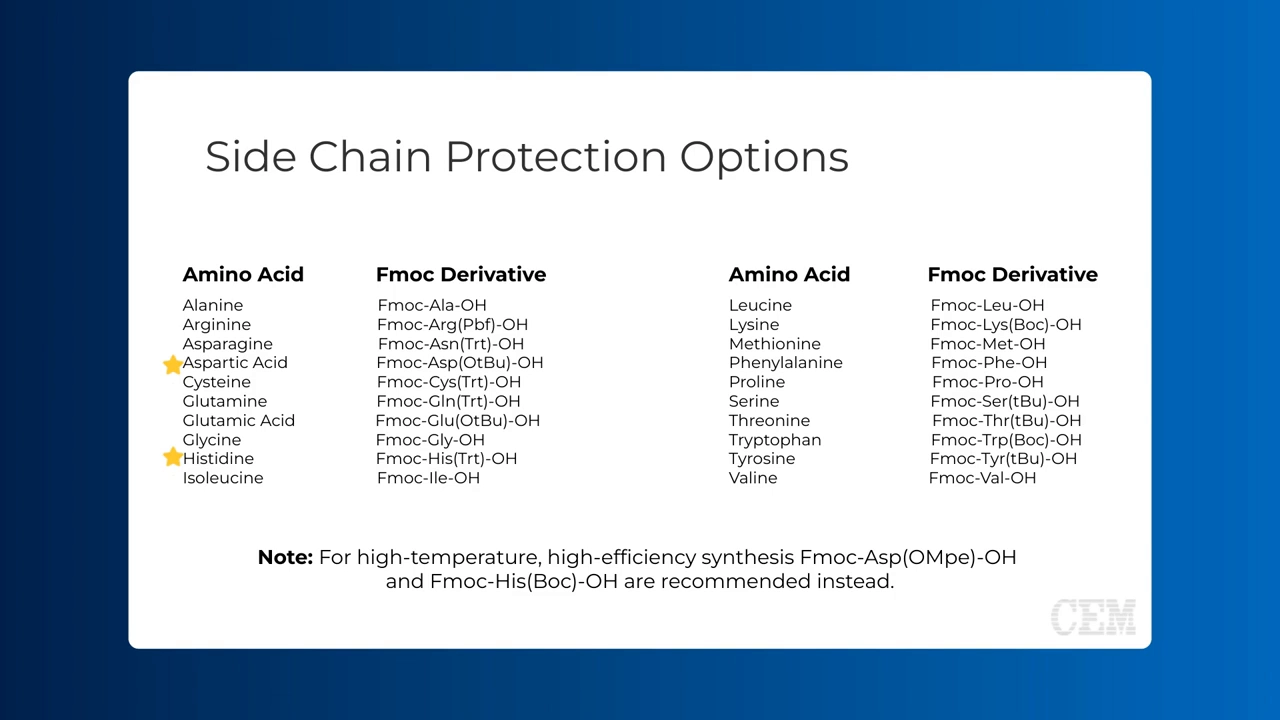 Side Chain Protection Options
Amino Acid Fmoc Derivative
Alanine Fmoc-Ala-OH
Arginine Fmoc-Arg(Pbf)-OH
Asparagine Fmoc-Asn(Trt)-OH
Aspartic Acid Fmoc-Asp(OtBu)-OH
Cysteine Fmoc-Cys(Trt)-OH
Glutamine Fmoc-Gln(Trt)-OH
Glutamic Acid Fmoc-Glu(OtBu)-OH
Glycine Fmoc-Gly-OH
Histidine Fmoc-His(Trt)-OH
Isoleucine Fmoc-Ile-OH
Amino Acid Fmoc Derivative
Leucine Fmoc-Leu-OH
Lysine Fmoc-Lys(Boc)-OH
Methionine Fmoc-Met-OH
Phenylalanine Fmoc-Phe-OH
Proline Fmoc-Pro-OH
Serine Fmoc-Ser(tBu)-OH
Threonine Fmoc-Thr(tBu)-OH
Tryptophan Fmoc-Trp(Boc)-OH
Tyrosine Fmoc-Tyr(tBu)-OH
Valine Fmoc-Val-OH
Note: For high-temperature, high-efficiency synthesis Fmoc-Asp(OMpe)-OH
and Fmoc-His(Boc)-OH are recommended instead.
CEM